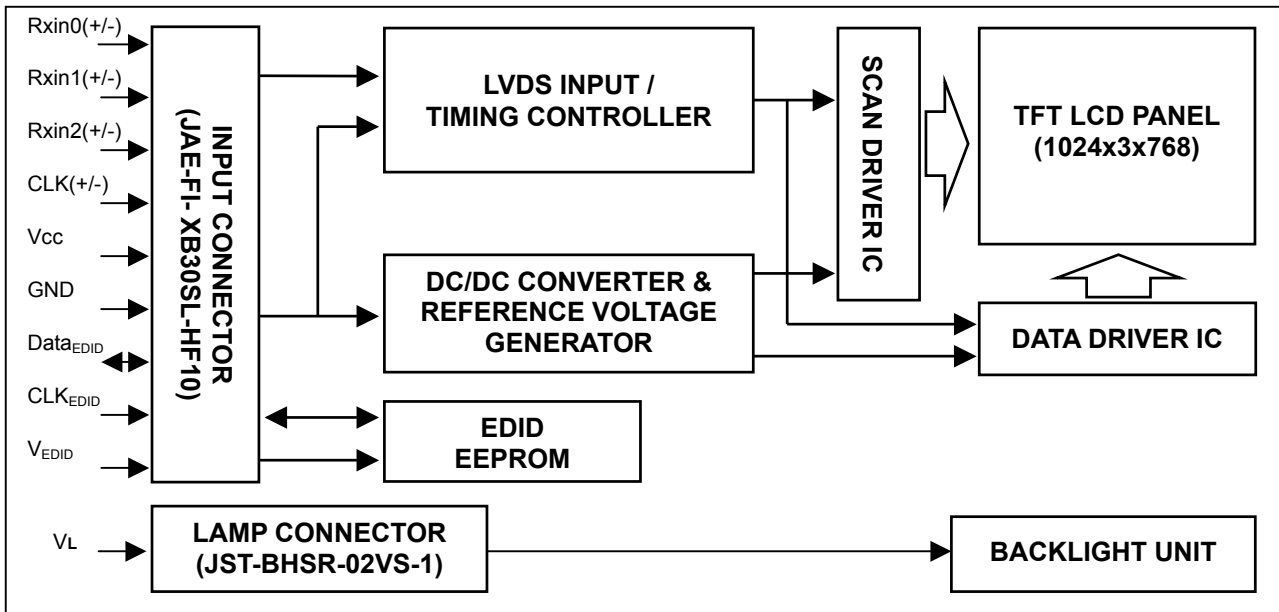 Rxin0(+/-)
Rxin1(+/-)
Rxin2(+/-)
CLK(+/-)
Vcc
GND
DataEDID
CLKEDID
VEDID
VL
INPUT CONNECTOR
(JAE-FI- XB30SL-HF10)
LVDS INPUT /
TIMING CONTROLLER
DC/DC CONVERTER &
REFERENCE VOLTAGE
GENERATOR
EDID
EEPROM
SCAN DRIVER IC
TFT LCD PANEL
(1024x3x768)
DATA DRIVER IC
LAMP CONNECTOR
(JST-BHSR-02VS-1)
BACKLIGHT UNIT